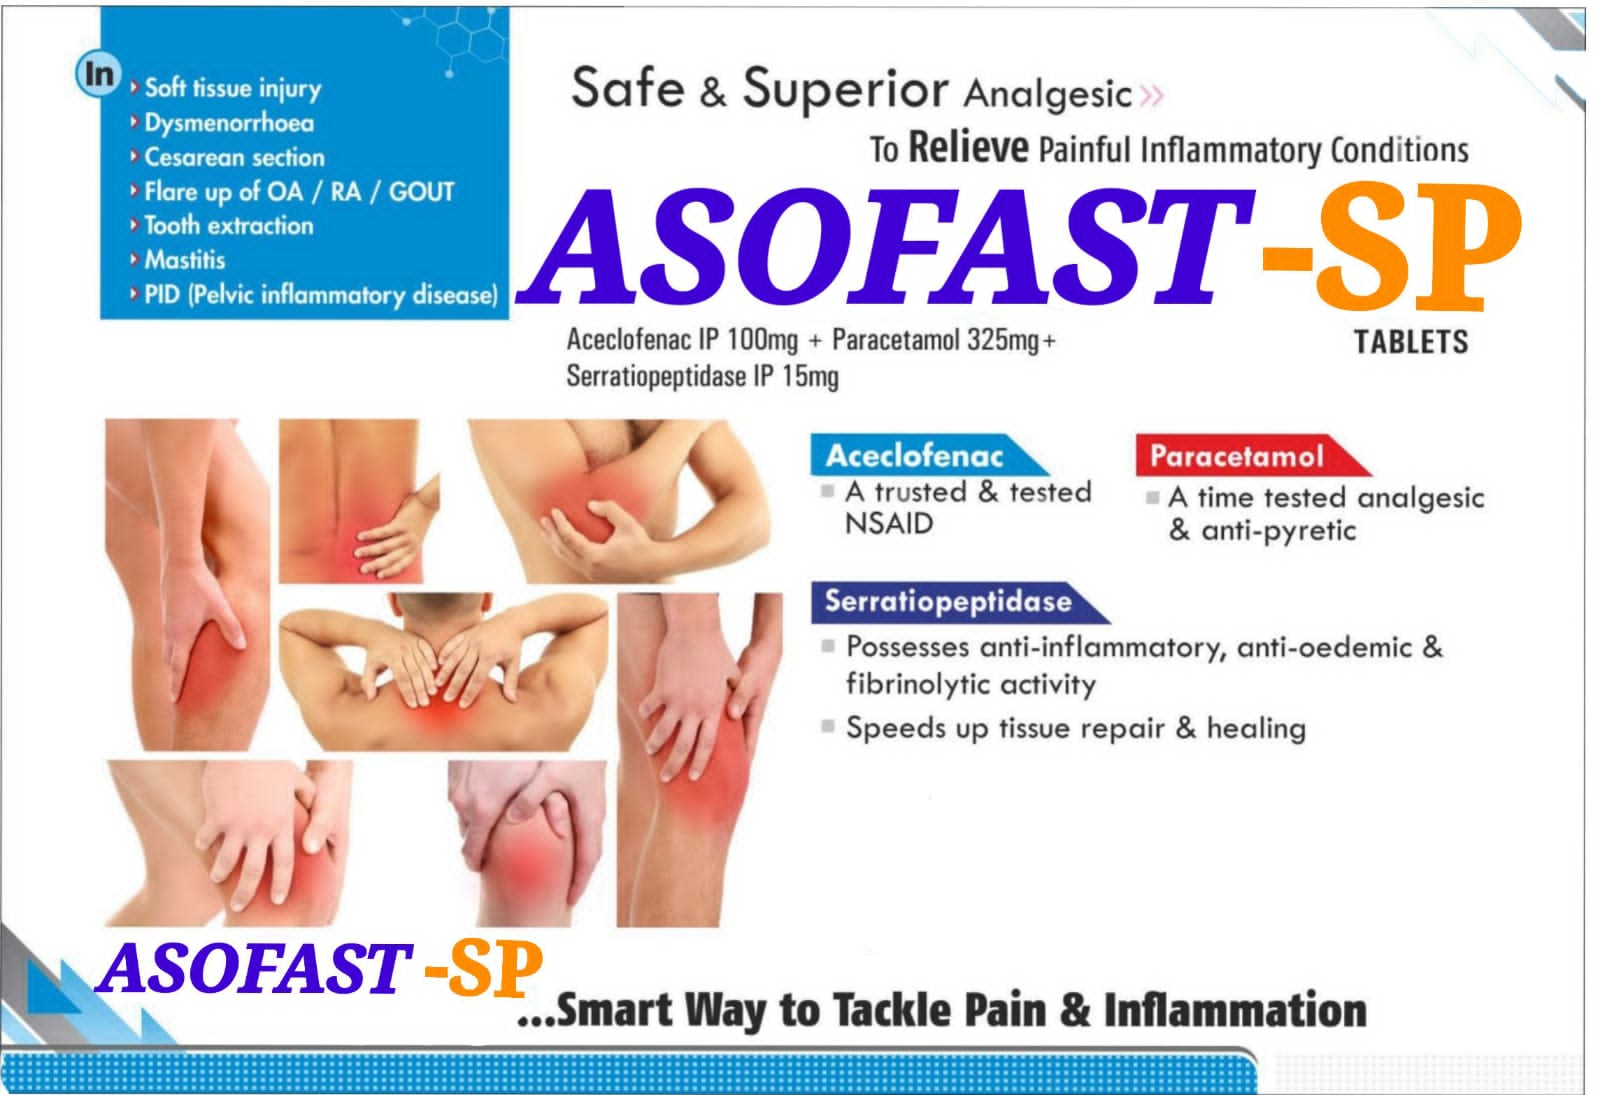 In
Soft tissue injury
Dysmenorrhoea
Cesarean section
Flare up of OA / RA / GOUT
Tooth extraction
Mastitis
PID (Pelvic inflammatory disease)
Safe & Superior Analgesic
To Relieve Painful Inflammatory Conditions
ASOFAST-SP
Aceclofenac IP 100mg + Paracetamol 325mg+
Serratiopeptidase IP 15mg
TABLETS
Aceclofenac
A trusted & tested
NSAID
Paracetamol
A time tested analgesic
& anti-pyretic
Serratiopeptidase
Possesses anti-inflammatory, anti-oedemic &
fibrinolytic activity
Speeds up tissue repair & healing
ASOFAST-SP
...Smart Way to Tackle Pain & Inflammation